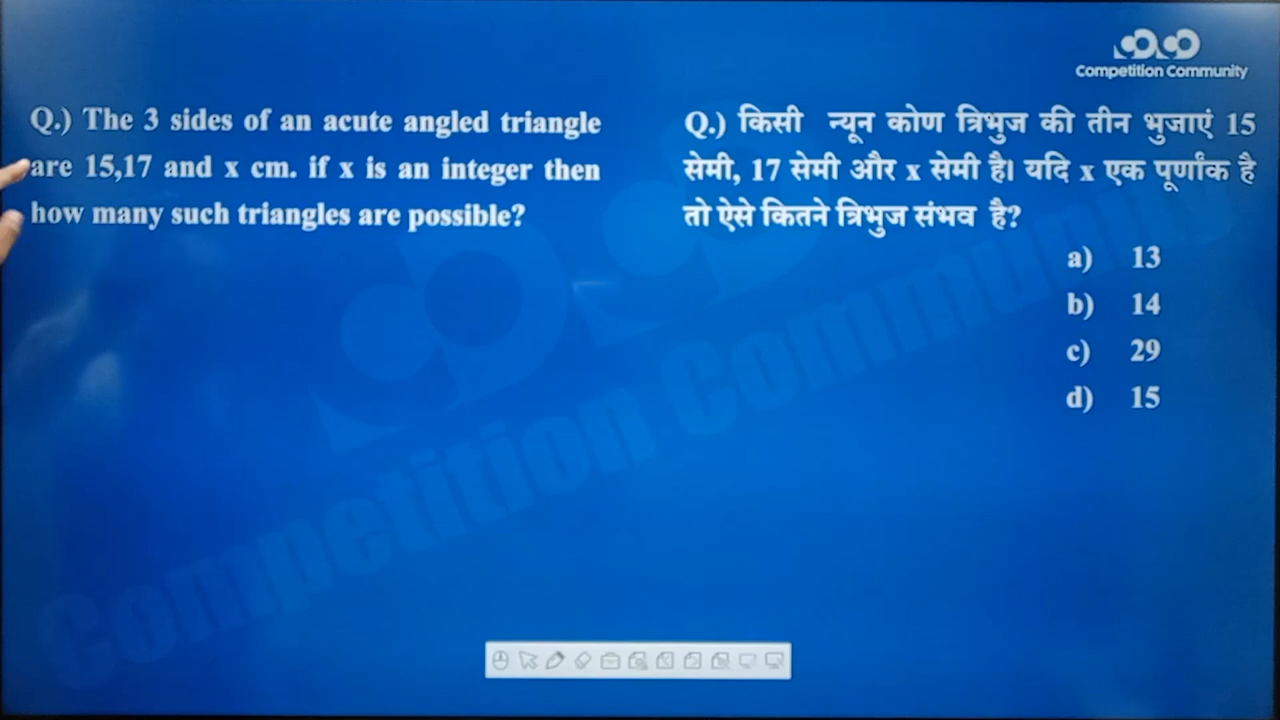 Competition Community
Q.) The 3 sides of an acute angled triangle
are 15,17 and x cm. if x is an integer then
how many such triangles are possible?
Q.) किसी न्यून कोण त्रिभुज की तीन भुजाएं 15
सेमी, 17 सेमी और x सेमी है। यदि x एक पूर्णांक है
तो ऐसे कितने त्रिभुज संभव है?
a) 13
b) 14
c) 29
d) 15
Competition Community